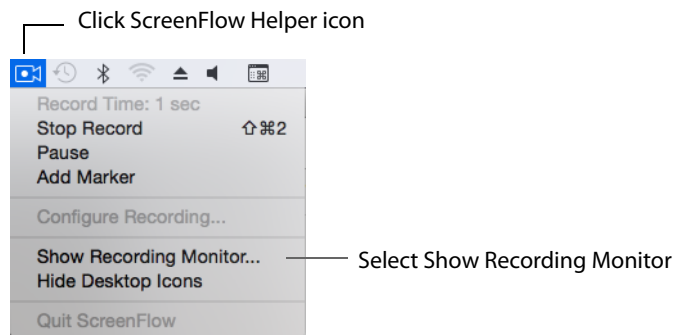 Click ScreenFlow Helper icon
Record Time: 1 sec
Stop Record ⇧⌘2
Pause
Add Marker
Configure Recording...
Show Recording Monitor...
Select Show Recording Monitor
Hide Desktop Icons
Quit ScreenFlow